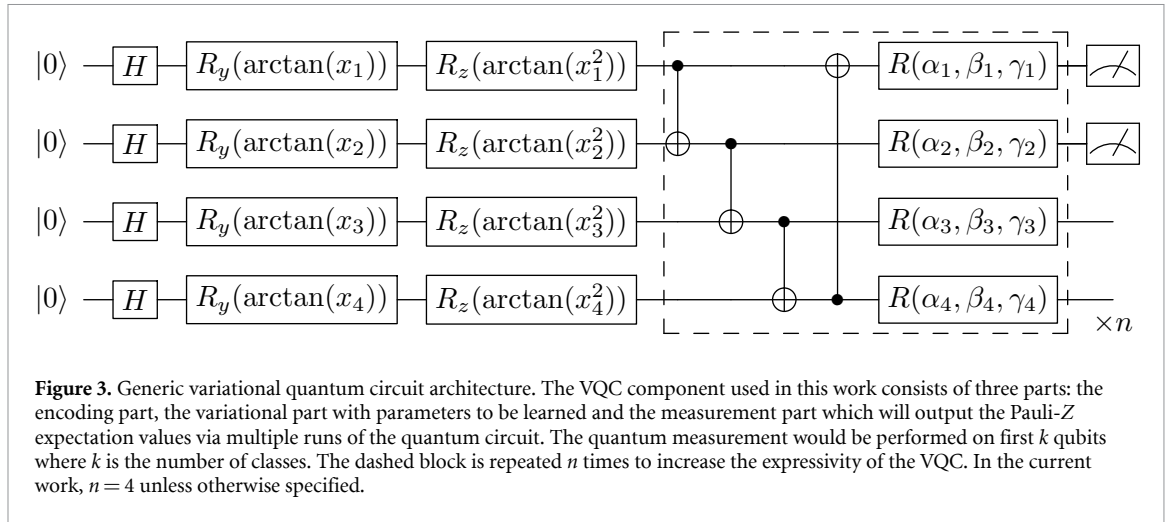 |0⟩ H R_y(arctan(x_1)) R_z(arctan(x_1^2)) R(α_1, β_1, γ_1)
|0⟩ H R_y(arctan(x_2)) R_z(arctan(x_2^2)) R(α_2, β_2, γ_2)
|0⟩ H R_y(arctan(x_3)) R_z(arctan(x_3^2)) R(α_3, β_3, γ_3)
|0⟩ H R_y(arctan(x_4)) R_z(arctan(x_4^2)) R(α_4, β_4, γ_4)
×n
Figure 3. Generic variational quantum circuit architecture. The VQC component used in this work consists of three parts: the
encoding part, the variational part with parameters to be learned and the measurement part which will output the Pauli-Z
expectation values via multiple runs of the quantum circuit. The quantum measurement would be performed on first k qubits
where k is the number of classes. The dashed block is repeated n times to increase the expressivity of the VQC. In the current
work, n = 4 unless otherwise specified.